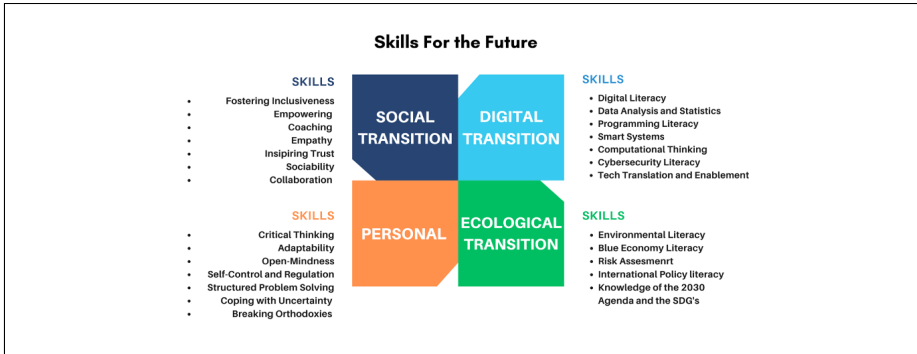 Skills For the Future
SKILLS
Fostering Inclusiveness
Empowering
Coaching
Empathy
Insipiring Trust
Sociability
Collaboration
SOCIAL
TRANSITION
DIGITAL
TRANSITION
SKILLS
Digital Literacy
Data Analysis and Statistics
Programming Literacy
Smart Systems
Computational Thinking
Cybersecurity Literacy
Tech Translation and Enablement
SKILLS
Critical Thinking
Adaptability
Open-Mindness
Self-Control and Regulation
Structured Problem Solving
Coping with Uncertainty
Breaking Orthodoxies
PERSONAL
ECOLOGICAL
TRANSITION
SKILLS
Environmental Literacy
Blue Economy Literacy
Risk Assesmenrt
International Policy literacy
Knowledge of the 2030
Agenda and the SDG's